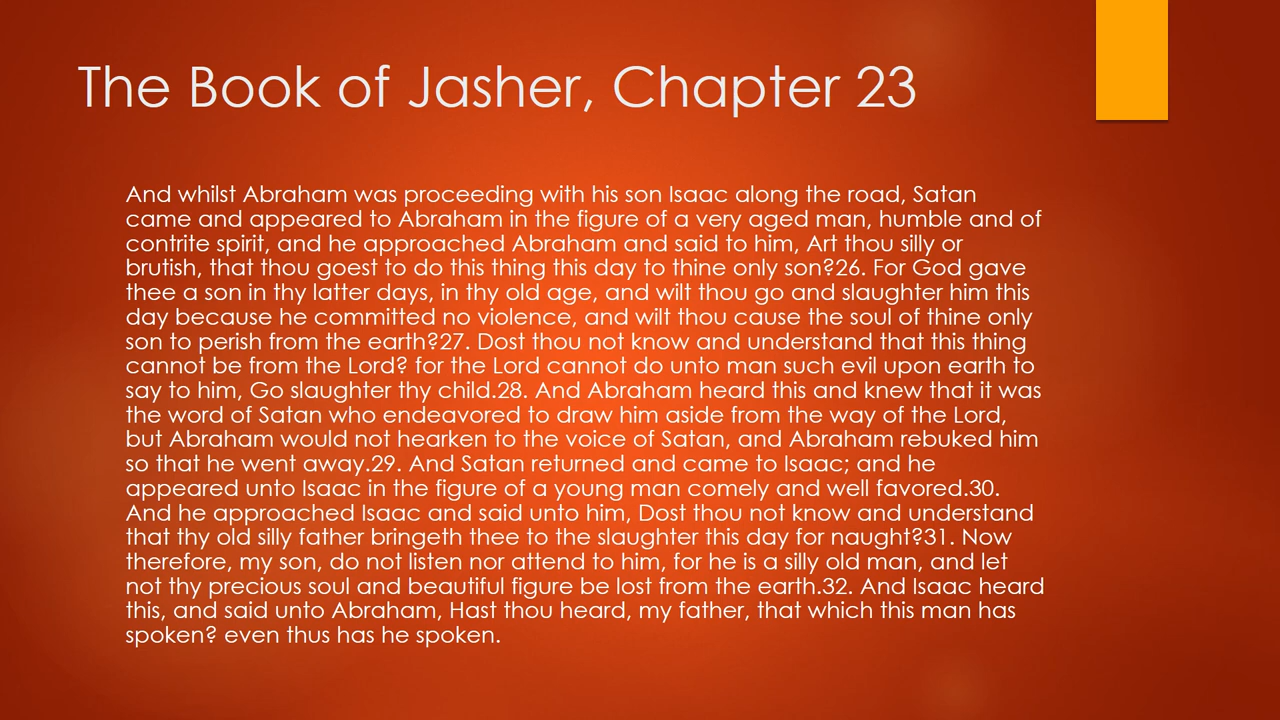 The Book of Jasher, Chapter 23
And whilst Abraham was proceeding with his son Isaac along the road, Satan
came and appeared to Abraham in the figure of a very aged man, humble and of
contrite spirit, and he approached Abraham and said to him, Art thou silly or
brutish, that thou goest to do this thing this day to thine only son?26. For God gave
thee a son in thy latter days, in thy old age, and wilt thou go and slaughter him this
day because he committed no violence, and wilt thou cause the soul of thine only
son to perish from the earth?27. Dost thou not know and understand that this thing
cannot be from the Lord? for the Lord cannot do unto man such evil upon earth to
say to him, Go slaughter thy child.28. And Abraham heard this and knew that it was
the word of Satan who endeavored to draw him aside from the way of the Lord,
but Abraham would not hearken to the voice of Satan, and Abraham rebuked him
so that he went away.29. And Satan returned and came to Isaac; and he
appeared unto Isaac in the figure of a young man comely and well favored.30.
And he approached Isaac and said unto him, Dost thou not know and understand
that thy old silly father bringeth thee to the slaughter this day for naught?31. Now
therefore, my son, do not listen nor attend to him, for he is a silly old man, and let
not thy precious soul and beautiful figure be lost from the earth.32. And Isaac heard
this, and said unto Abraham, Hast thou heard, my father, that which this man has
spoken? even thus has he spoken.